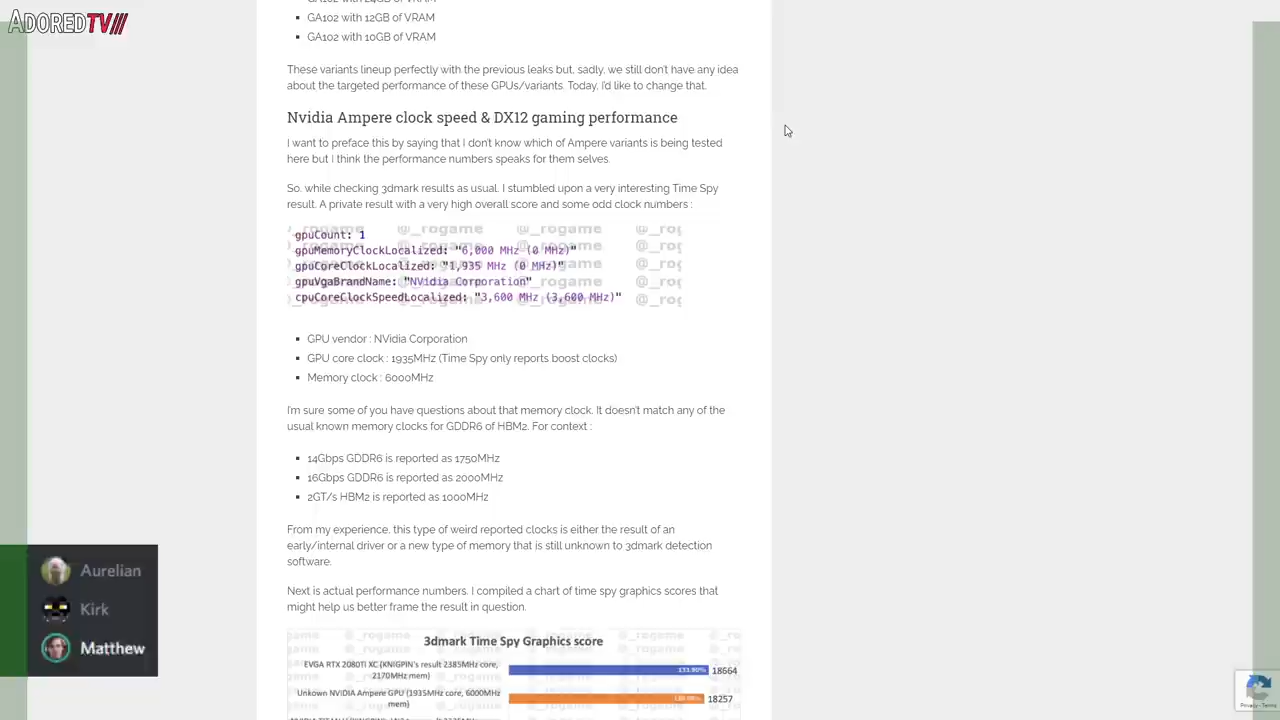 ADOREDTV
GA102 with 12GB of VRAM
GA102 with 10GB of VRAM
These variants lineup perfectly with the previous leaks but, sadly, we still don't have any idea
about the targeted performance of these GPUs/variants. Today, I'd like to change that.
Nvidia Ampere clock speed & DX12 gaming performance
I want to preface this by saying that I don't know which of Ampere variants is being tested
here but I think the performance numbers speaks for them selves.
So, while checking 3dmark results as usual, I stumbled upon a very interesting Time Spy
result. A private result with a very high overall score and some odd clock numbers :
@_rogame @_rogame
gpuCount: 1
gpuMemoryClockLocalized: "6,000 MHz (0 MHz)"
gpuCoreClockLocalized: "1,935 MHz (0 MHz)"
gpuVgaBrandName: "NVidia Corporation"
cpuCoreClockSpeedLocalized: "3,600 MHz (3,600 MHz)"
GPU vendor : NVidia Corporation
GPU core clock : 1935MHz (Time Spy only reports boost clocks)
Memory clock : 6000MHz
I'm sure some of you have questions about that memory clock. It doesn't match any of the
usual known memory clocks for GDDR6 of HBM2. For context :
14Gbps GDDR6 is reported as 1750MHz
16Gbps GDDR6 is reported as 2000MHz
2GT/s HBM2 is reported as 1000MHz
From my experience, this type of weird reported clocks is either the result of an
early/internal driver or a new type of memory that is still unknown to 3dmark detection
software.
Aurelian
Kirk
Matthew
Next is actual performance numbers. I compiled a chart of time spy graphics scores that
might help us better frame the result in question.
3dmark Time Spy Graphics score
EVGA RTX 2080TI XC (KNIGPIN's result 2385MHz core,
2170MHz mem)
18664
Unkown NVIDIA Ampere GPU (1935MHz core, 6000MHz
mem)
18257
Privacy - Terms